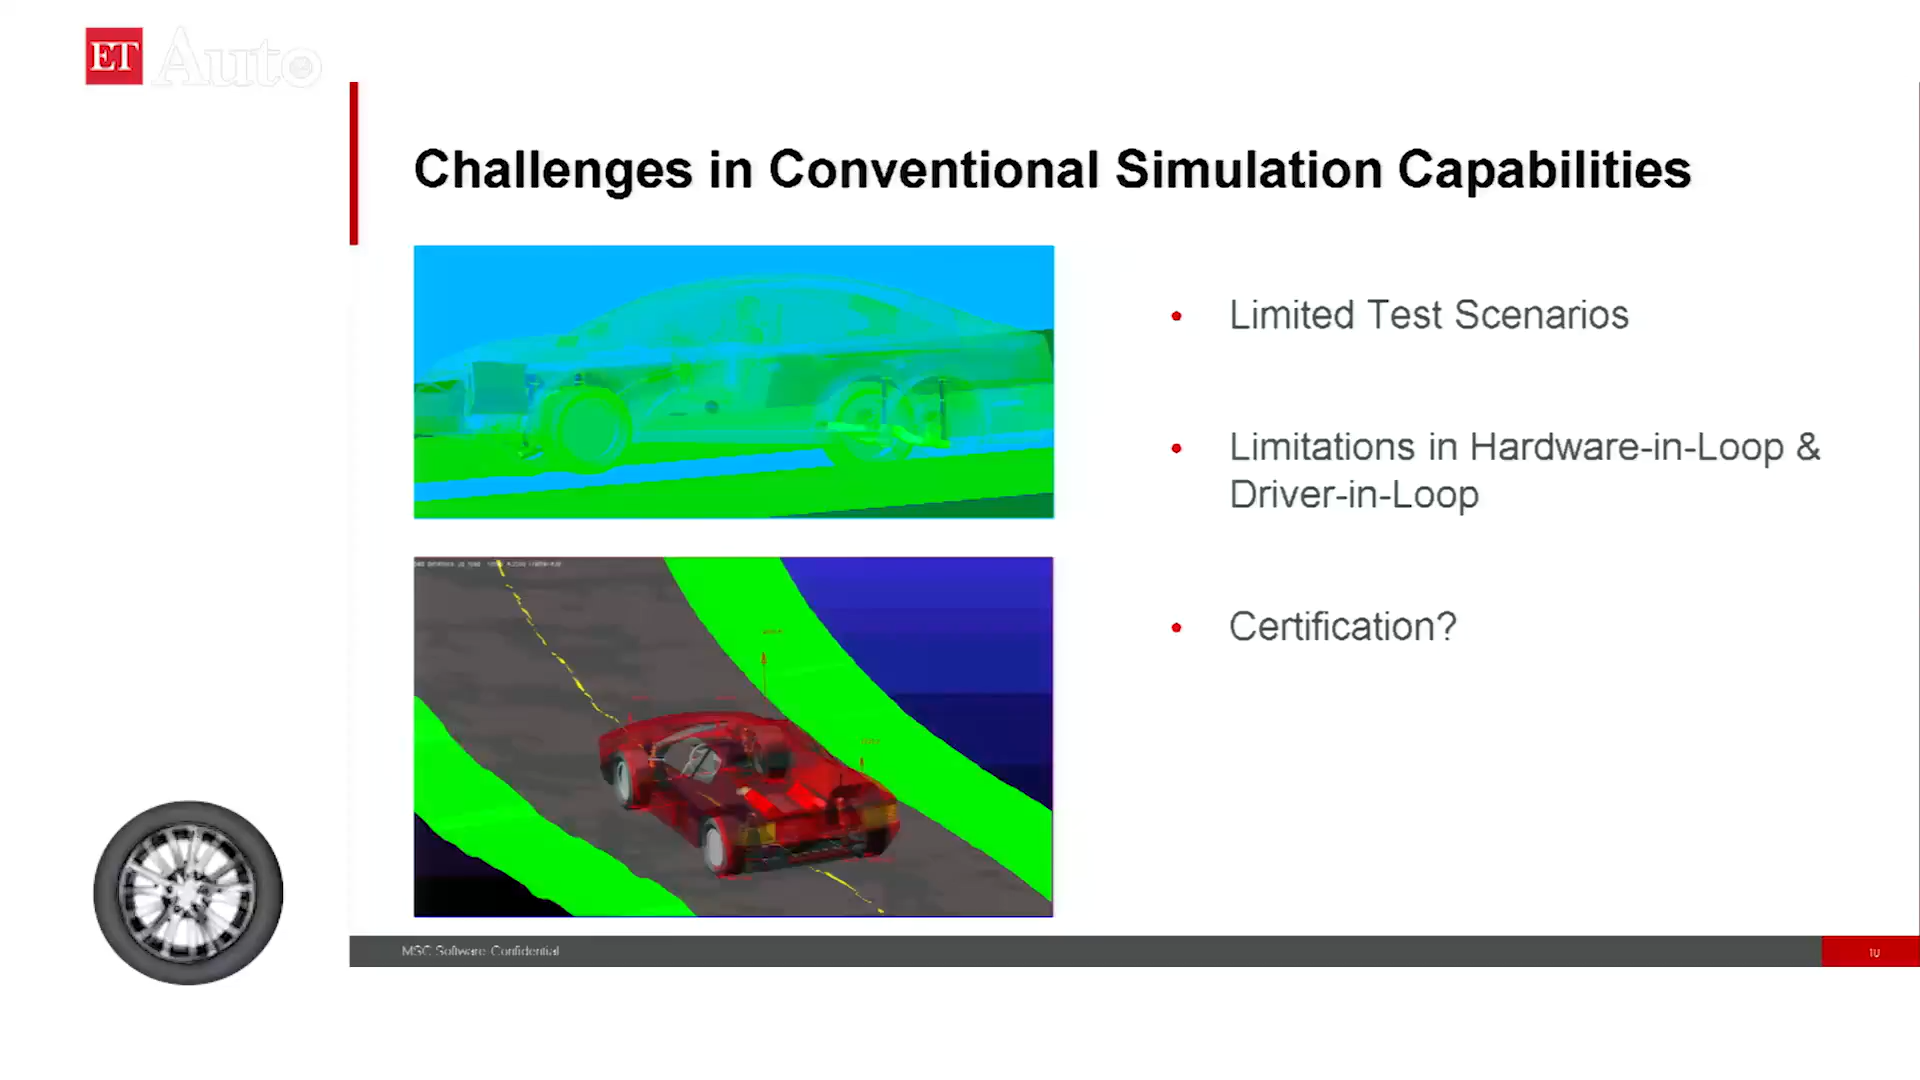 ET Auto
Challenges in Conventional Simulation Capabilities
• Limited Test Scenarios
• Limitations in Hardware-in-Loop &
Driver-in-Loop
• Certification?
MSC Software Confidential
10